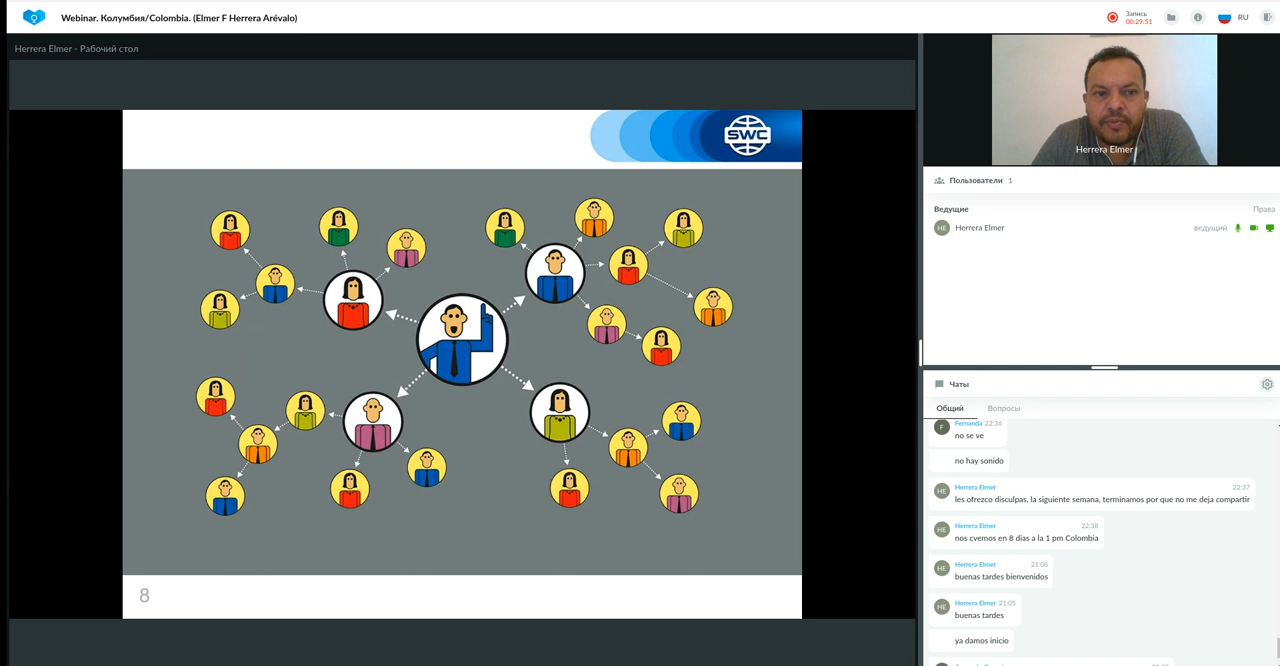 Webinar. Колумбия/Colombia. (Elmer F Herrera Arévalo)
Запись
00:29:51
RU
Herrera Elmer - Рабочий стол
SWC
8
Herrera Elmer
Пользователи 1
Ведущие Права
HE Herrera Elmer ведущий
Чаты
Общий Вопросы
F Fernanda 22:36
no se ve
no hay sonido
HE Herrera Elmer 22:37
les ofrezco disculpas, la siguiente semana, terminamos por que no me deja compartir
HE Herrera Elmer 22:38
nos cvemos en 8 dias a la 1 pm Colombia
HE Herrera Elmer 21:06
buenas tardes bienvenidos
HE Herrera Elmer 21:05
buenas tardes
ya damos inicio